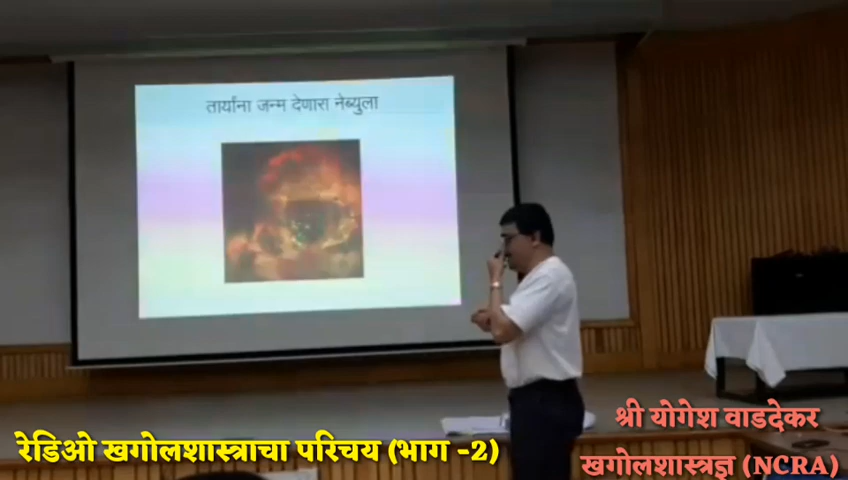 तार्यांना जन्म देणारा नेब्युला
श्री योगेश वाडदेकर
रेडिओ खगोलशास्त्राचा परिचय (भाग -2)
खगोलशास्त्रज्ञ (NCRA)